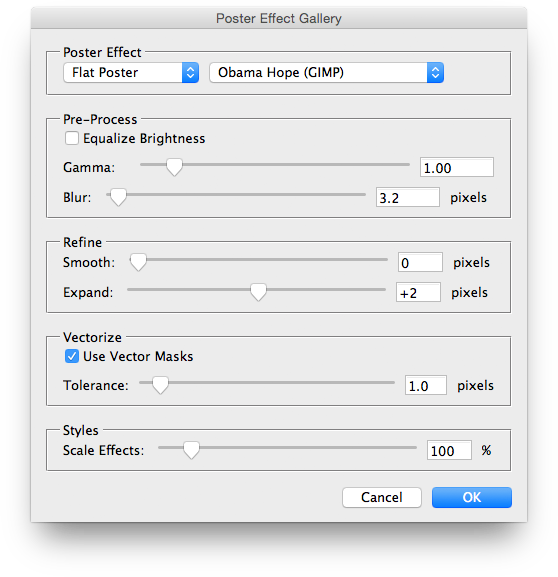 Poster Effect Gallery
Poster Effect
Flat Poster Obama Hope (GIMP)
Pre-Process
Equalize Brightness
Gamma: 1.00
Blur: 3.2 pixels
Refine
Smooth: 0 pixels
Expand: +2 pixels
Vectorize
Use Vector Masks
Tolerance: 1.0 pixels
Styles
Scale Effects: 100 %
Cancel OK